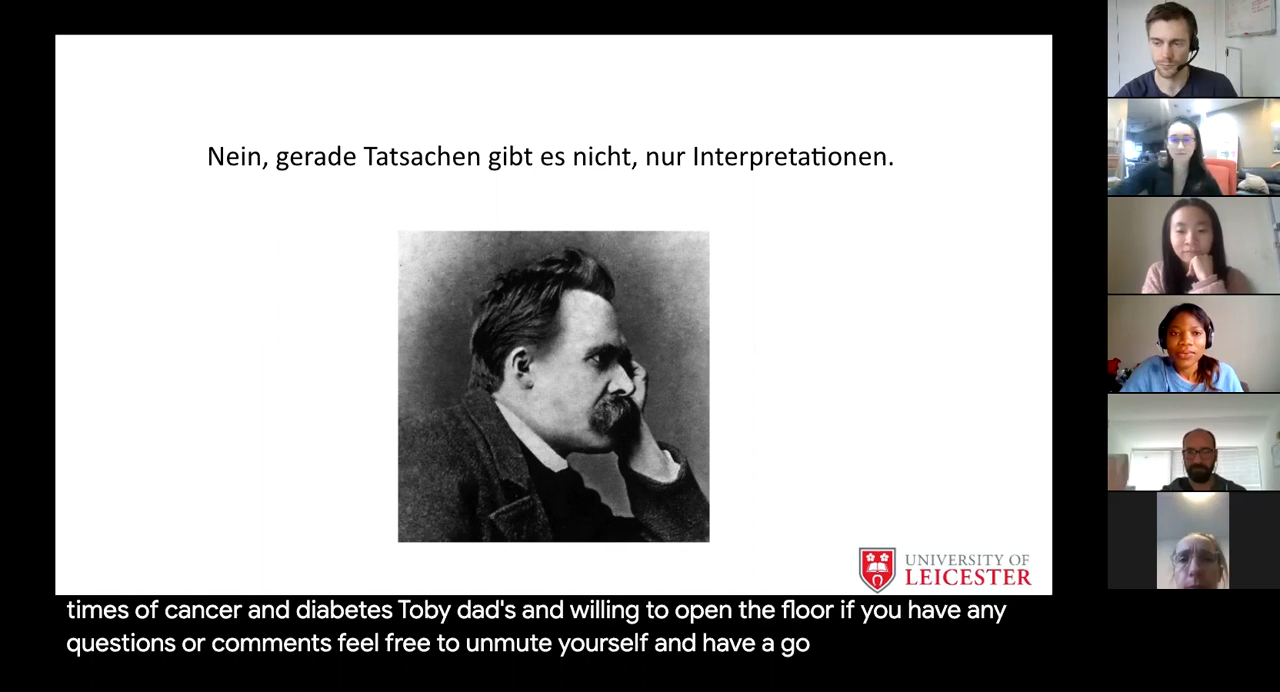 Nein, gerade Tatsachen gibt es nicht, nur Interpretationen.
UNIVERSITY OF
LEICESTER
times of cancer and diabetes Toby dad's and willing to open the floor if you have any
questions or comments feel free to unmute yourself and have a go